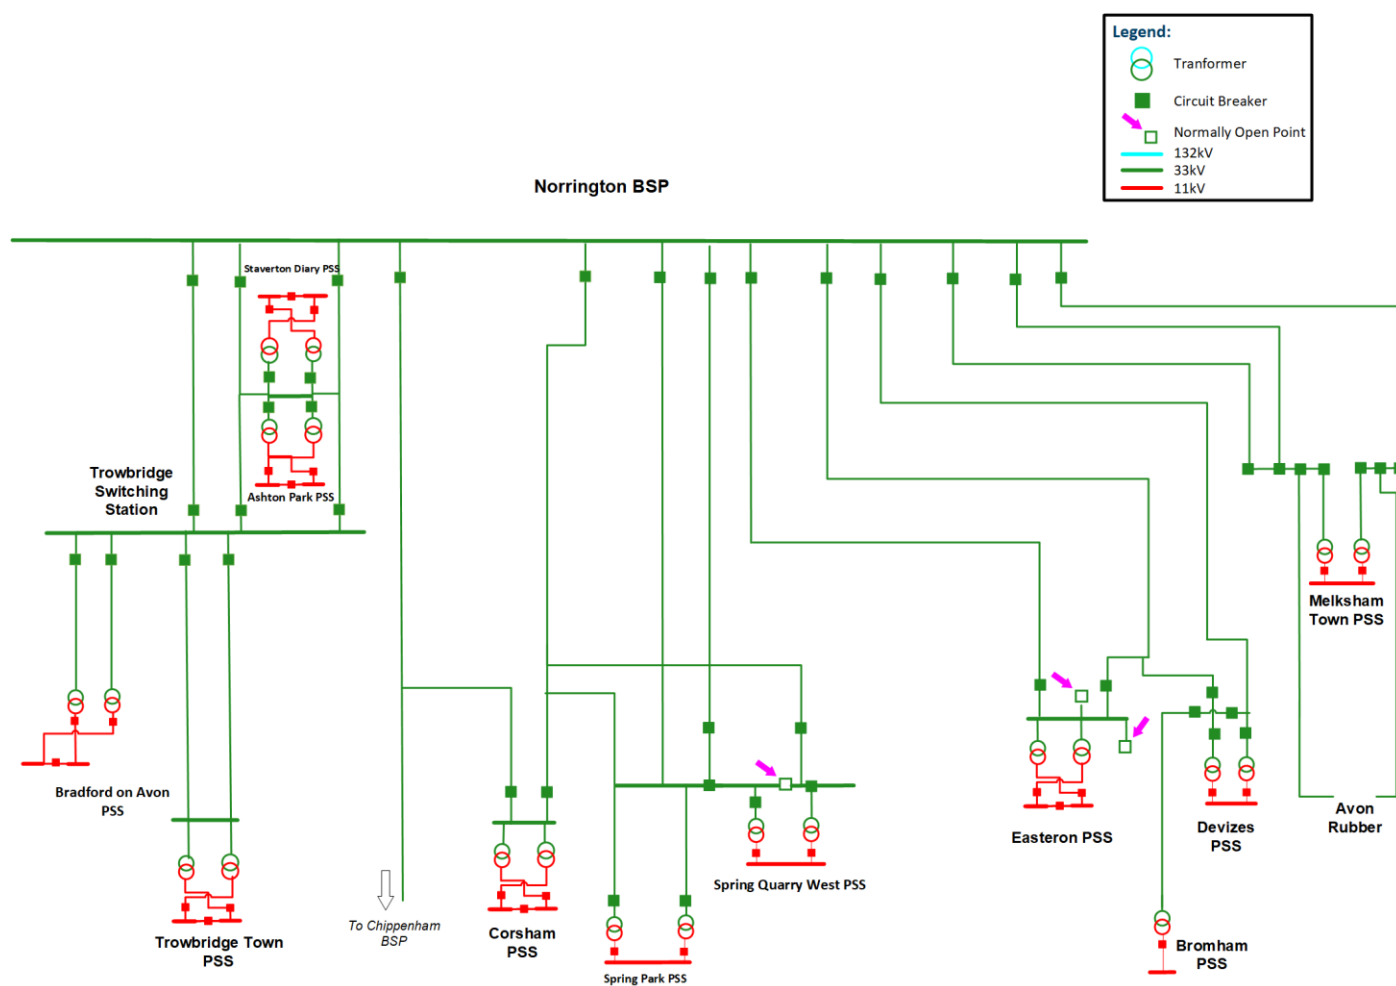 Legend:
Tranformer
Circuit Breaker
Normally Open Point
132kV
33kV
11kV
Norrington BSP
Staverton Diary PSS
Trowbridge
Switching
Station
Ashton Park PSS
Bradford on Avon
PSS
Trowbridge Town
PSS
To Chippenham
BSP
Corsham
PSS
Spring Park PSS
Spring Quarry West PSS
Easteron PSS
Devizes
PSS
Bromham
PSS
Melksham
Town PSS
Avon
Rubber